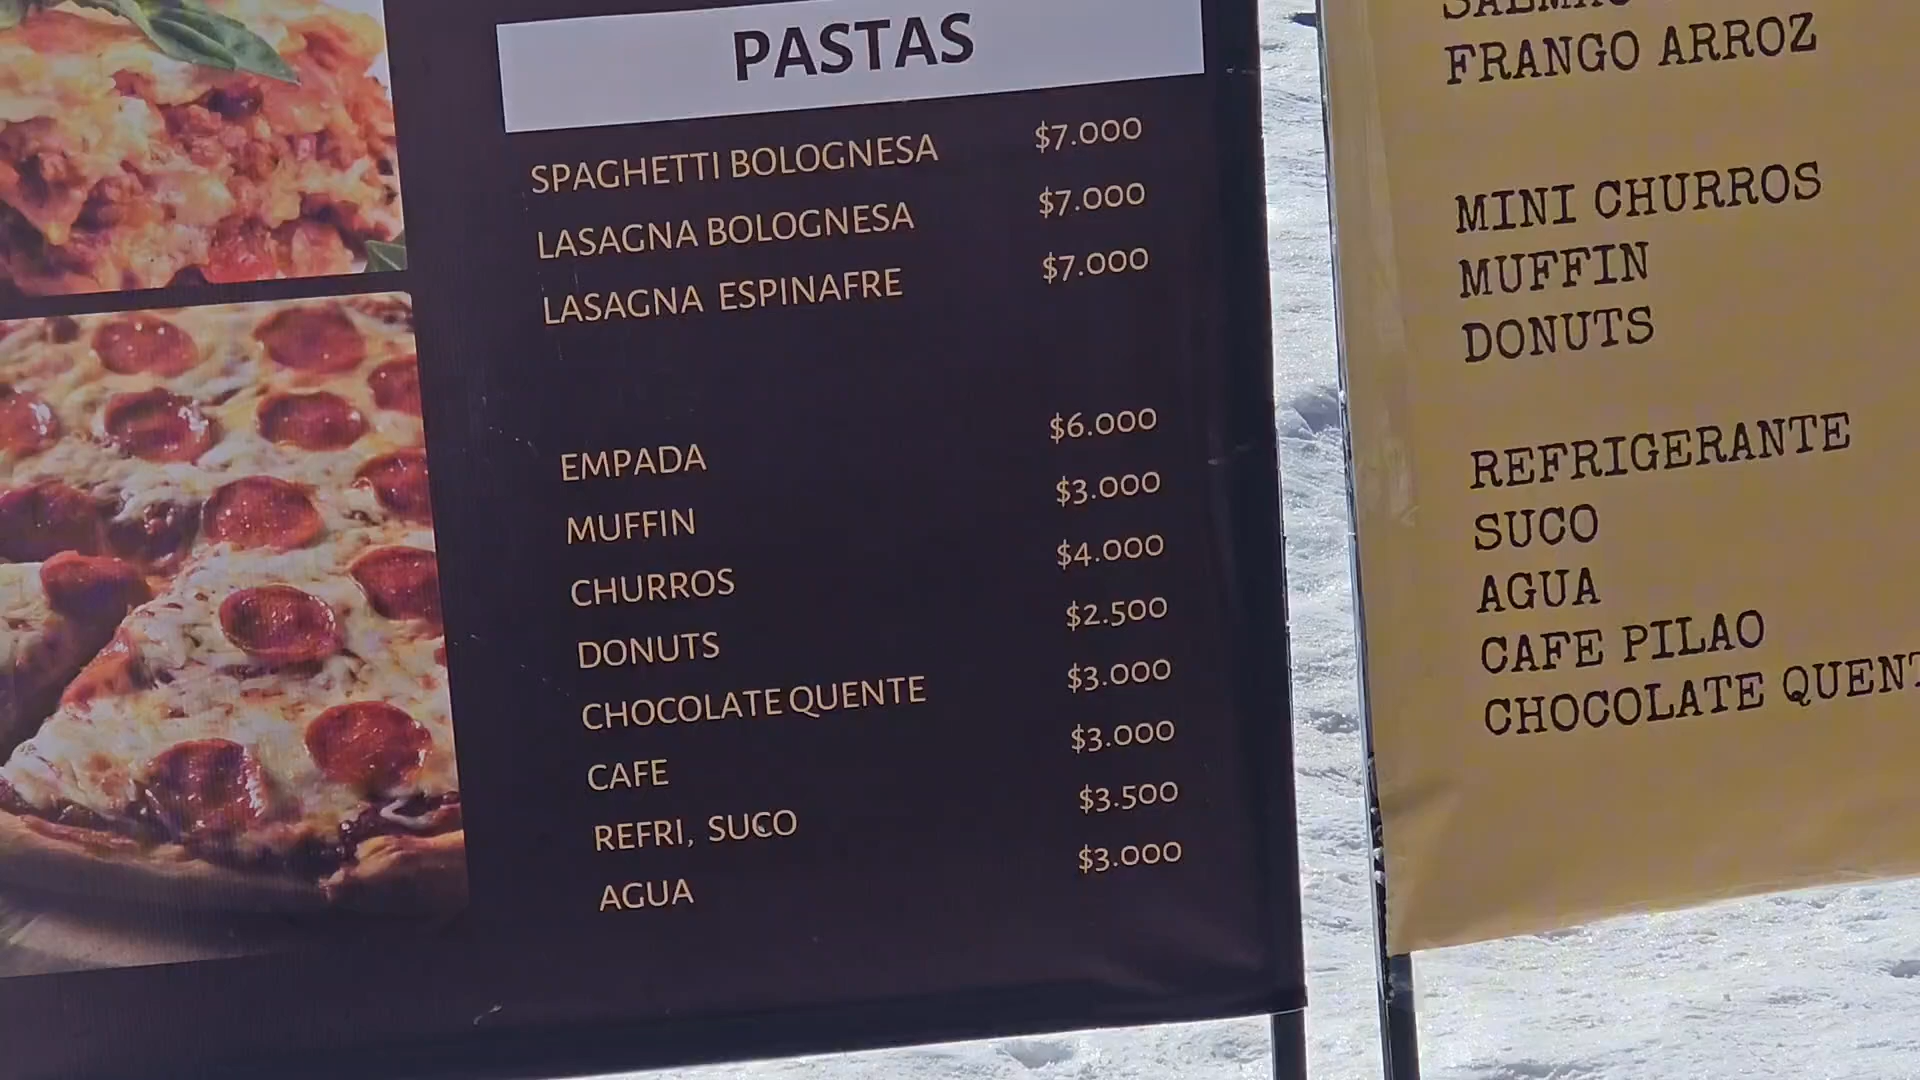 PASTAS
SPAGHETTI BOLOGNESA $7.000
LASAGNA BOLOGNESA $7.000
LASAGNA ESPINAFRE $7.000
EMPADA $6.000
MUFFIN $3.000
CHURROS $4.000
DONUTS $2.500
CHOCOLATE QUENTE $3.000
CAFE $3.000
REFRI, SUCO $3.500
AGUA $3.000
FRANGO ARROZ
MINI CHURROS
MUFFIN
DONUTS
REFRIGERANTE
SUCO
AGUA
CAFE PILAO
CHOCOLATE QUENT